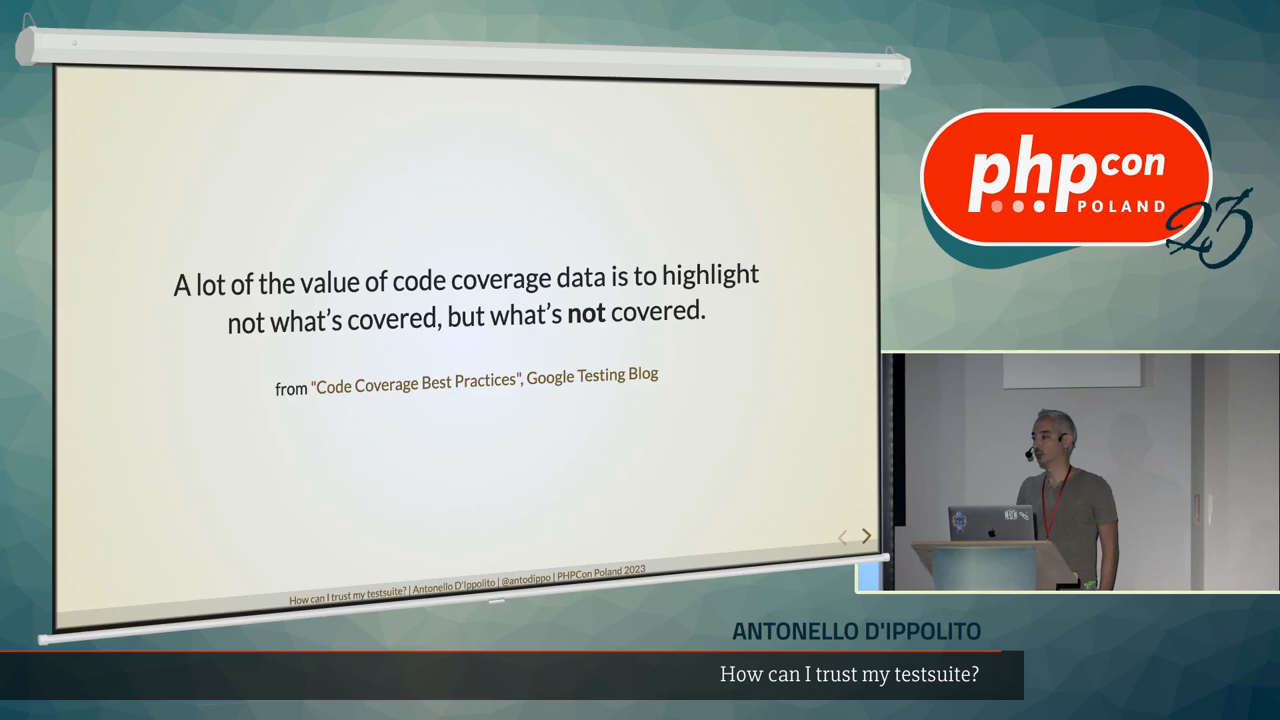 A lot of the value of code coverage data is to highlight
not what's covered, but what's not covered.
from "Code Coverage Best Practices", Google Testing Blog
How can I trust my testsuite? | Antonello D'Ippolito | @antodippo | PHPCon Poland 2023
phpcon
POLAND
23
ANTONELLO D'IPPOLITO
How can I trust my testsuite?